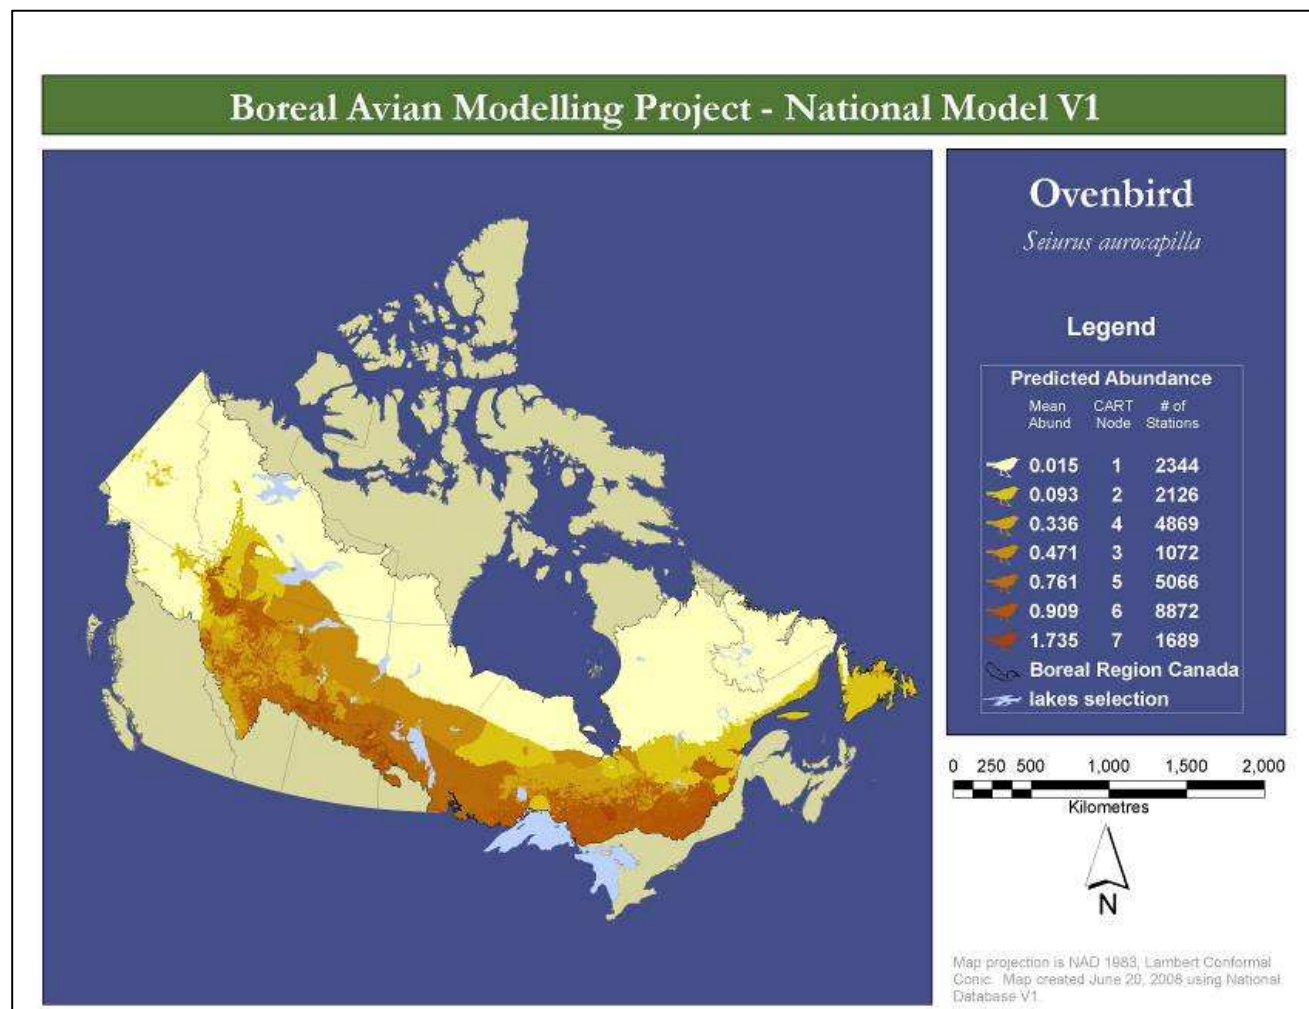 Boreal Avian Modelling Project - National Model V1
Ovenbird
Seiurus aurocapilla
Legend
Predicted Abundance
Mean CART # of
Abund Node Stations
0.015 1 2344
0.093 2 2126
0.336 4 4869
0.471 3 1072
0.761 5 5066
0.909 6 8872
1.735 7 1689
Boreal Region Canada
lakes selection
0 250 500 1,000 1,500 2,000
Kilometres
N
Map projection is NAD 1983, Lambert Conformal
Conic. Map created June 20, 2008 using National
Database V1.